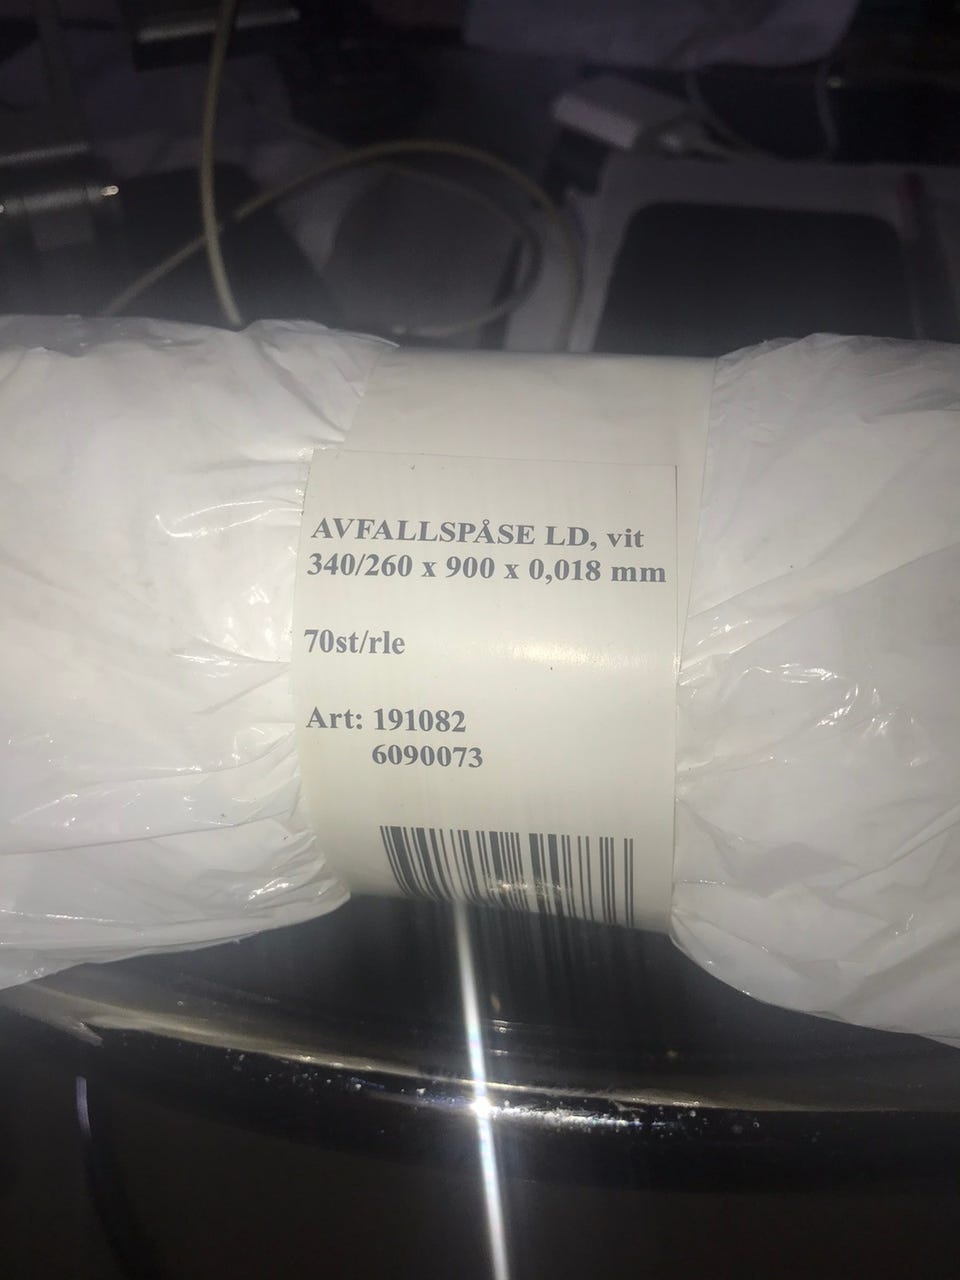 AVFALLSPÅSE LD, vit
340/260 x 900 x 0,018 mm
70st/rle
Art: 191082
6090073